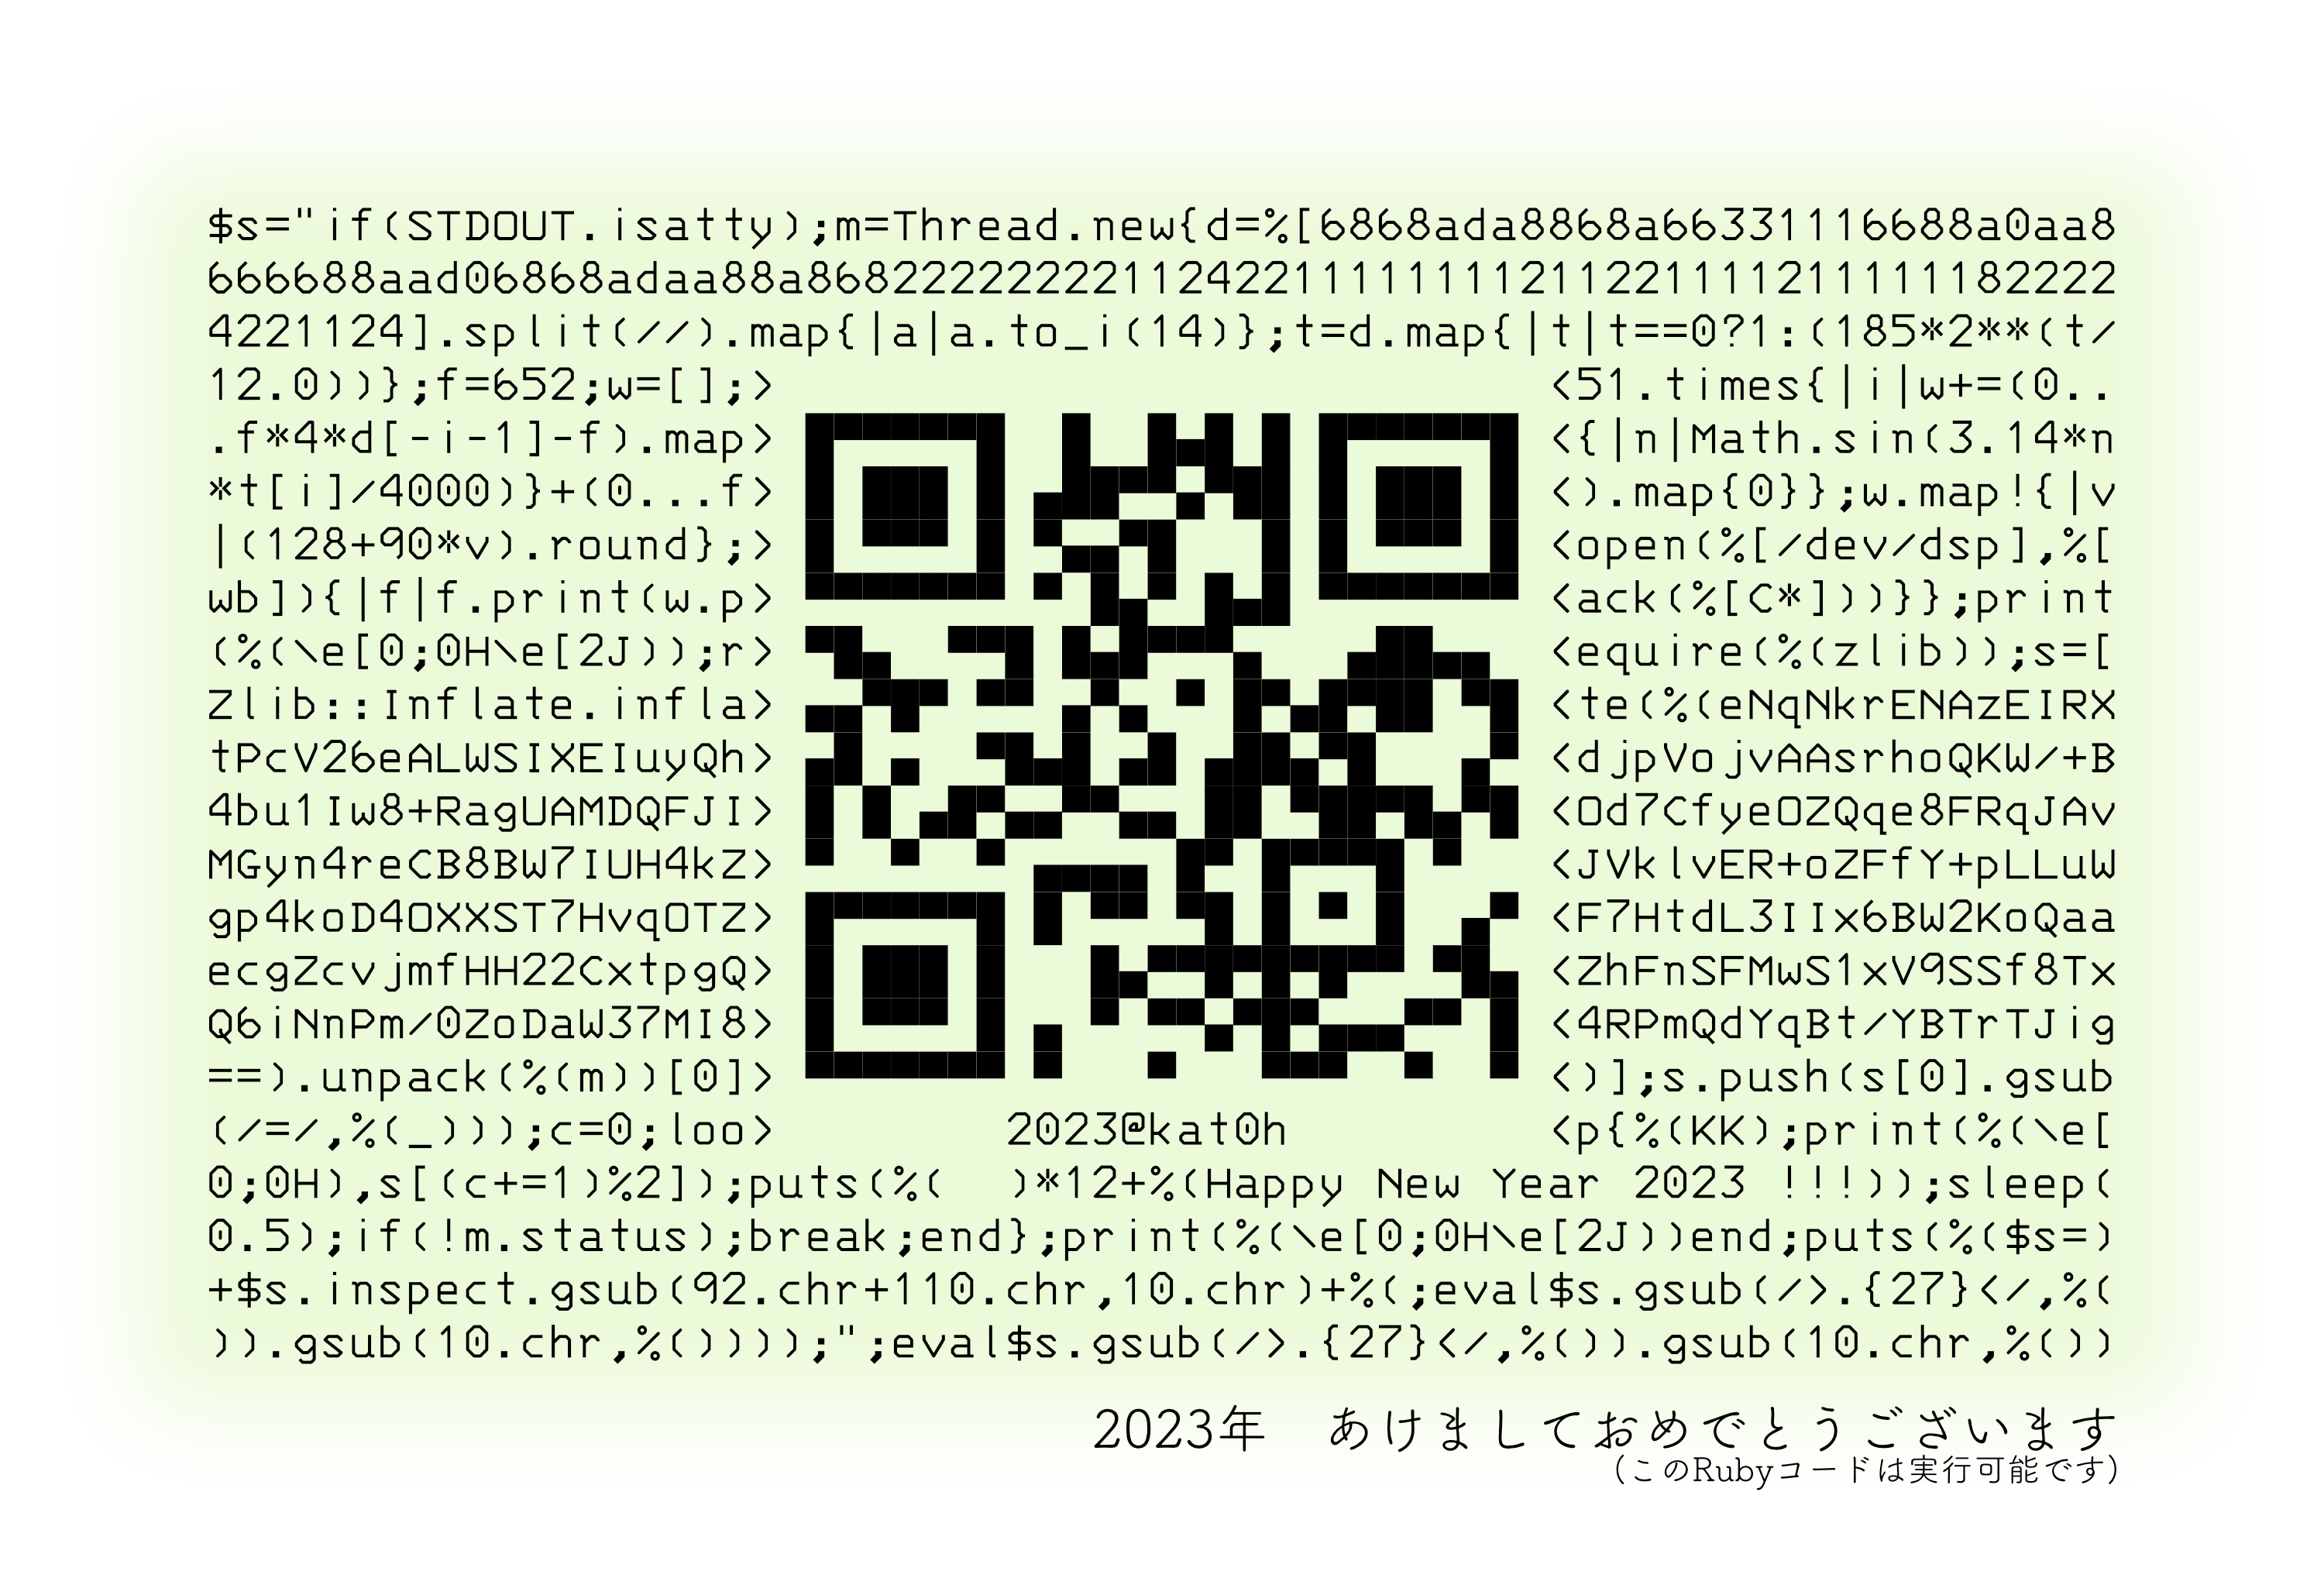 $s="if(STDOUT.isatty);m=Thread.new{d=%[6868ada8868a66331116688a0aa8
666688aad06868adaa88a86822222222112422111111112112211112111111182222
4221124].split(//).map{|a|a.to_i(14)};t=d.map{|t|t==0?1:(185*2**(t/
12.0))};f=652;w=[];> <51.times{|i|w+=(0..
.f*4*d[-i-1]-f).map> <{|n|Math.sin(3.14*n
*t[i]/4000)}+(0...f> <).map{0}};w.map!{|v
|(128+90*v).round};> <open(%[/dev/dsp],%[
wb]){|f|f.print(w.p> <ack(%[C*]))}};print
(%(\e[0;0H\e[2J));r> <equire(%(zlib));s=[
Zlib::Inflate.infla> <te(%(eNqNkrENAzEIRX
tPcV26eALWSIXEIuyQh> <djpVojvAAsrhoQKW/+B
4bu1Iw8+RagUAMDQFJI> <Od7CfyeOZQqe8FRqJAv
MGyn4reCB8BW7IUH4kZ> <JVklvER+oZFfY+pLLuW
gp4koD4OXXST7HvqOTZ> <F7HtdL3IIx6BW2KoQaa
ecgZcvjmfHH22CxtpgQ> <ZhFnSFMwS1xV9SSf8Tx
Q6iNnPm/0ZoDaW37MI8> <4RPmQdYqBt/YBTrTJig
==).unpack(%(m))[0]> <)];s.push(s[0].gsub
(/=/,%(_)));c=0;loo> 2023@kat0h <p{%(KK);print(%(\e[
0;0H),s[(c+=1)%2]);puts(%(  )*12+%(Happy New Year 2023 !!!));sleep(
0.5);if(!m.status);break;end};print(%(\e[0;0H\e[2J))end;puts(%($s=)
+$s.inspect.gsub(92.chr+110.chr,10.chr)+%(;eval$s.gsub(/>.{27}</,%(
)).gsub(10.chr,%())));";eval$s.gsub(/>.{27}</,%()).gsub(10.chr,%())
2023年　あけましておめでとうございます
(このRubyコードは実行可能です)